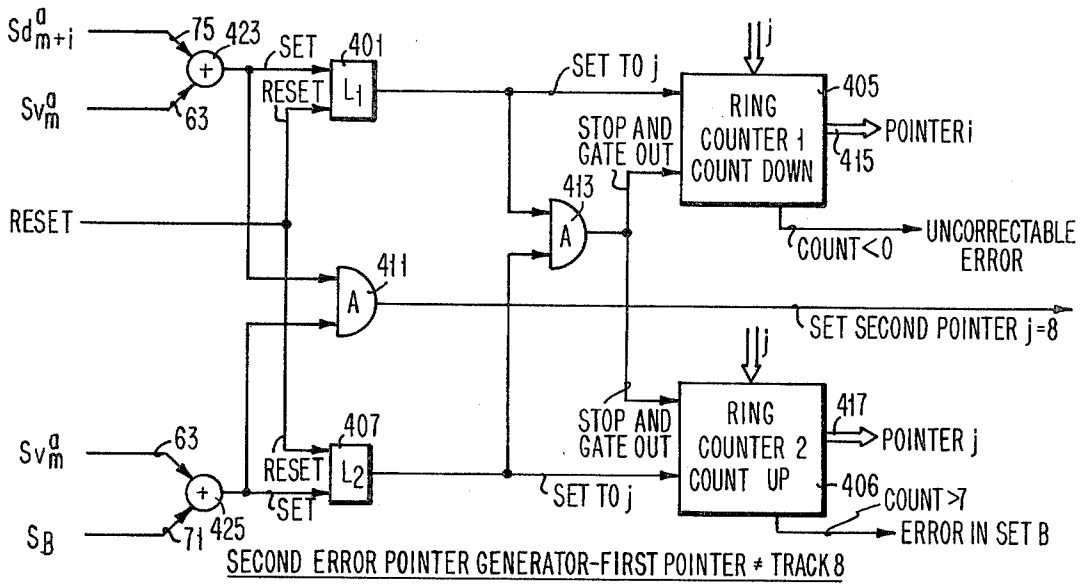 Sd^a_{m+i}
75
423
+
Sv^a_m
63
SET
401
RESET
L1
SET TO j
j
RING
COUNTER 1
COUNT DOWN
405
415
POINTER i
STOP AND
GATE OUT
413
A
COUNT<0
UNCORRECTABLE
ERROR
RESET
411
A
SET SECOND POINTER j=8
j
STOP AND
GATE OUT
RING
COUNTER 2
COUNT UP
417
POINTER j
406
COUNT>7
ERROR IN SET B
Sv^a_m
63
407
RESET
L2
SET
SET TO j
+
425
SB
71
SECOND ERROR POINTER GENERATOR-FIRST POINTER ≠ TRACK 8